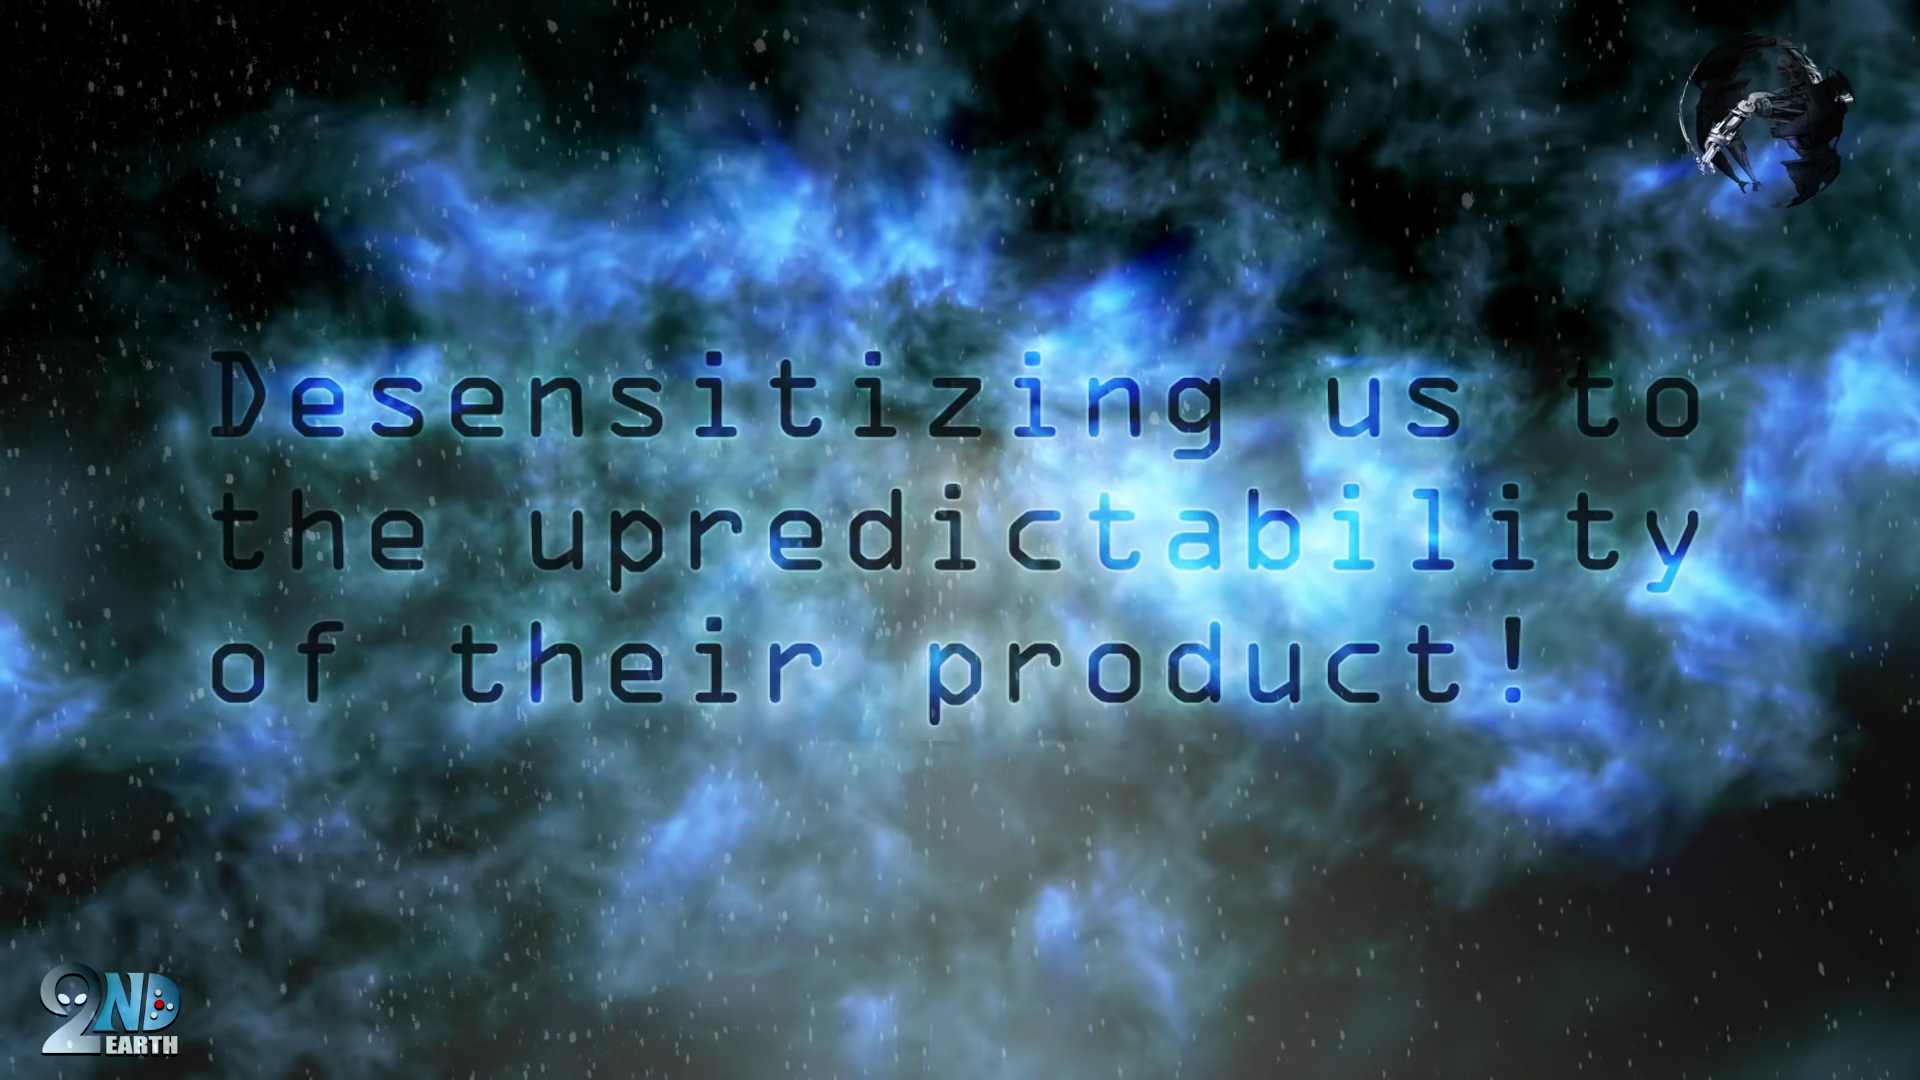 Desensitizing us to
the upredictability
of their product!
2ND
EARTH